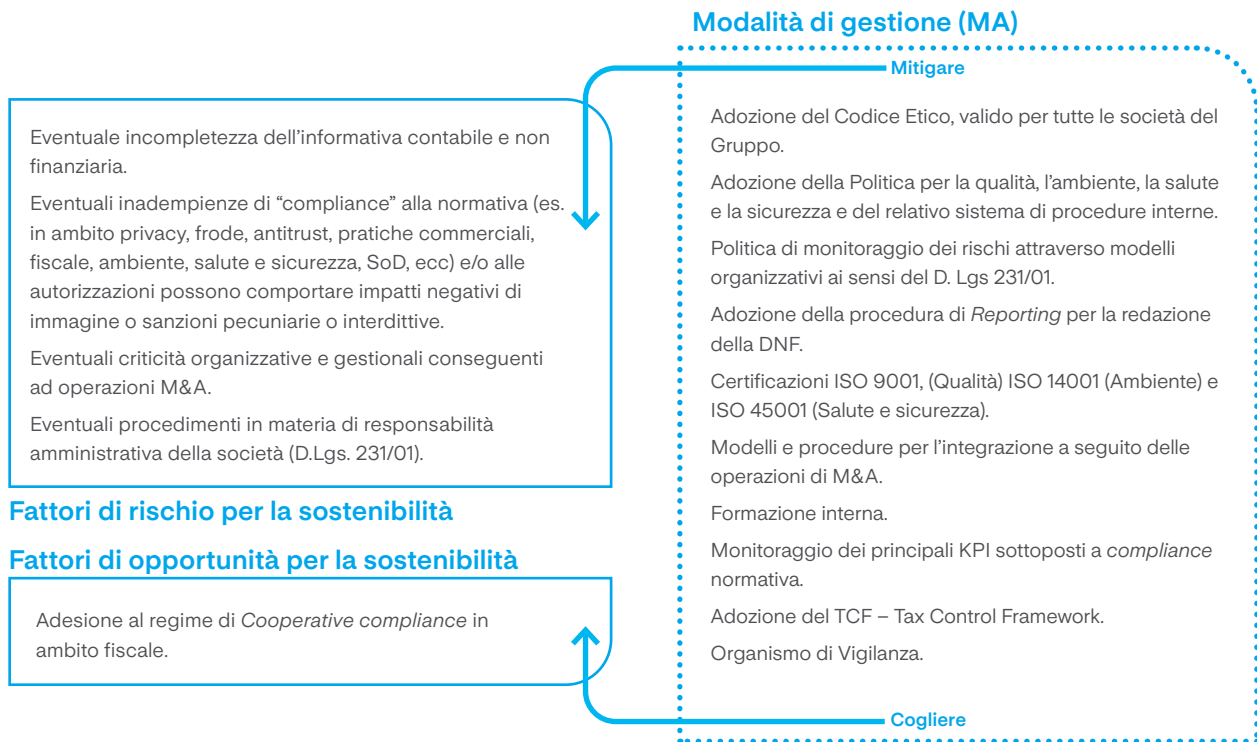 Modalità di gestione (MA)
Mitigare
Eventuale incompletezza dell'informativa contabile e non
finanziaria.
Eventuali inadempienze di "compliance" alla normativa (es.
in ambito privacy, frode, antitrust, pratiche commerciali,
fiscale, ambiente, salute e sicurezza, SoD, ecc) e/o alle
autorizzazioni possono comportare impatti negativi di
immagine o sanzioni pecuniarie o interdittive.
Eventuali criticità organizzative e gestionali conseguenti
ad operazioni M&A.
Eventuali procedimenti in materia di responsabilità
amministrativa della società (D.Lgs. 231/01).
Fattori di rischio per la sostenibilità
Fattori di opportunità per la sostenibilità
Adesione al regime di Cooperative compliance in
ambito fiscale.
Adozione del Codice Etico, valido per tutte le società del
Gruppo.
Adozione della Politica per la qualità, l'ambiente, la salute
e la sicurezza e del relativo sistema di procedure interne.
Politica di monitoraggio dei rischi attraverso modelli
organizzativi ai sensi del D. Lgs 231/01.
Adozione della procedura di Reporting per la redazione
della DNF.
Certificazioni ISO 9001, (Qualità) ISO 14001 (Ambiente) e
ISO 45001 (Salute e sicurezza).
Modelli e procedure per l'integrazione a seguito delle
operazioni di M&A.
Formazione interna.
Monitoraggio dei principali KPI sottoposti a compliance
normativa.
Adozione del TCF – Tax Control Framework.
Organismo di Vigilanza.
Cogliere